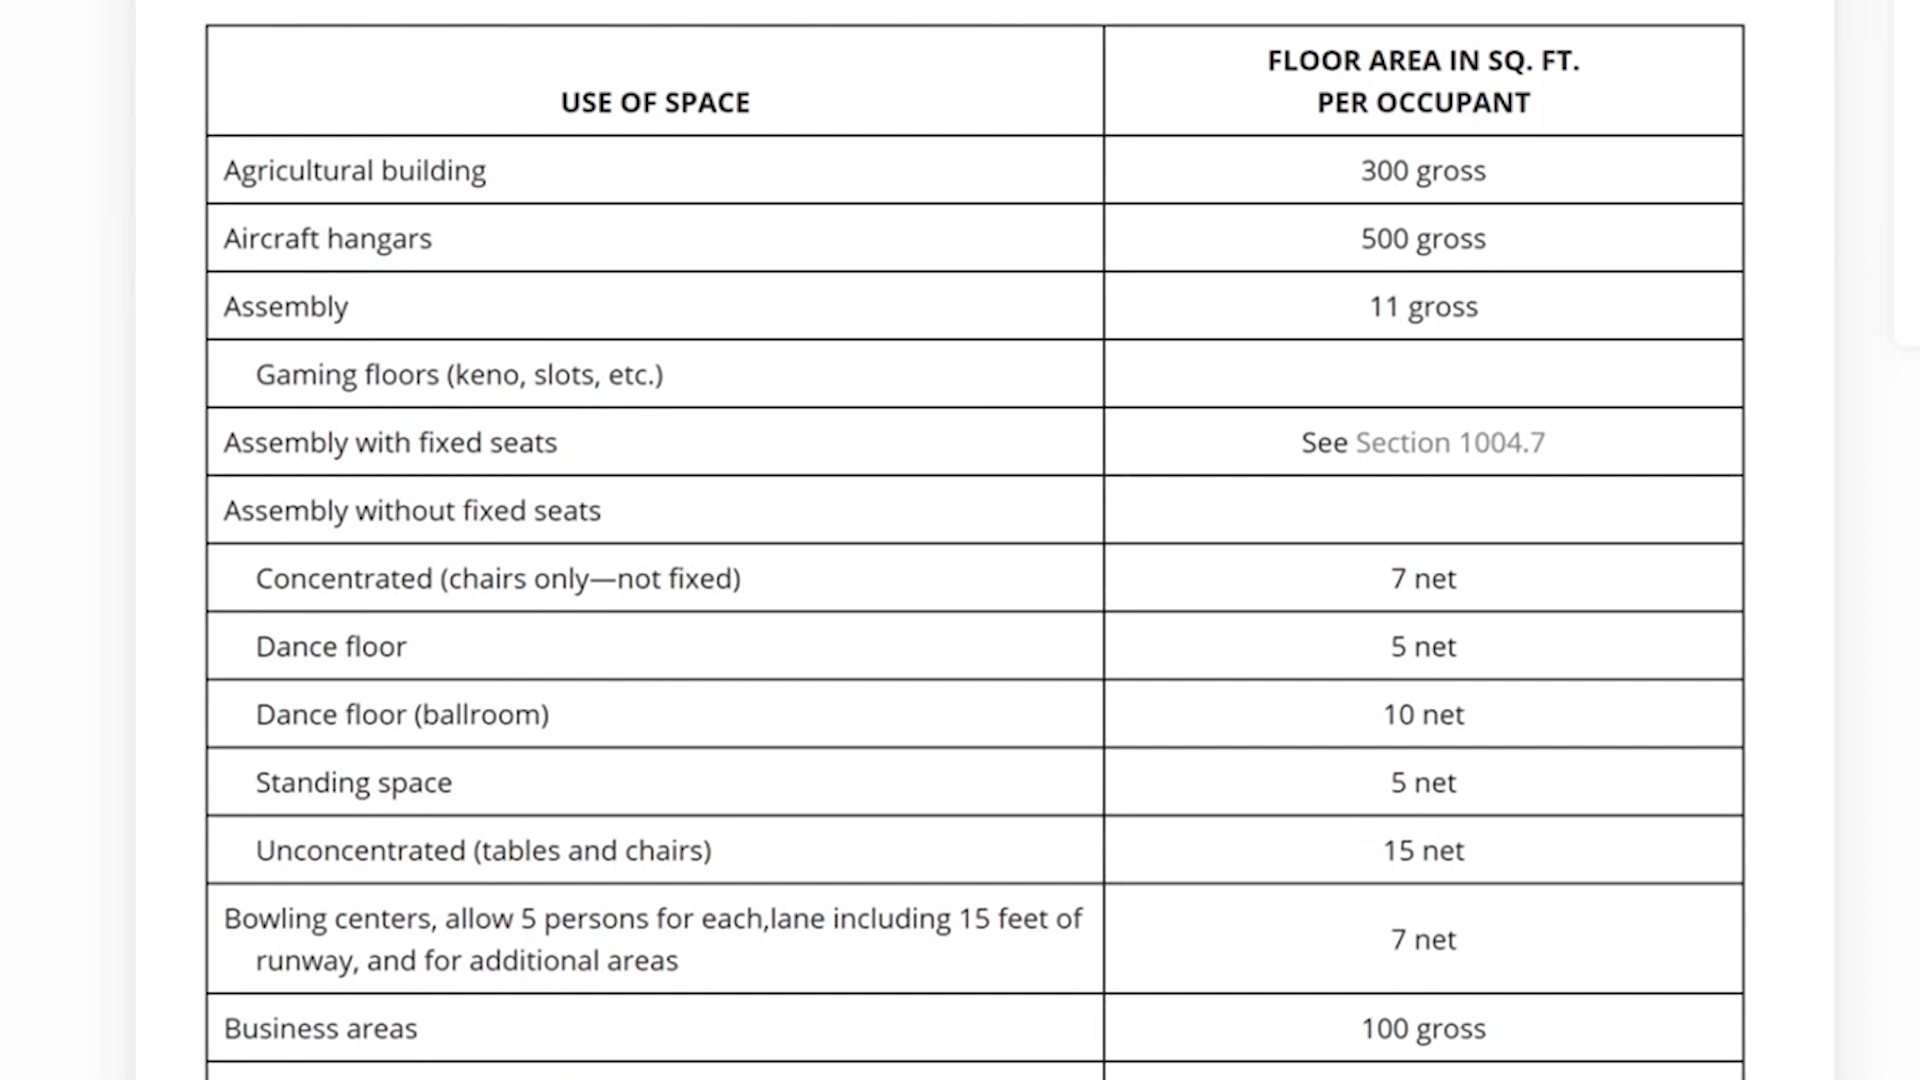 USE OF SPACE
FLOOR AREA IN SQ. FT.
PER OCCUPANT
Agricultural building
300 gross
Aircraft hangars
500 gross
Assembly
11 gross
Gaming floors (keno, slots, etc.)
Assembly with fixed seats
See Section 1004.7
Assembly without fixed seats
Concentrated (chairs only—not fixed)
7 net
Dance floor
5 net
Dance floor (ballroom)
10 net
Standing space
5 net
Unconcentrated (tables and chairs)
15 net
Bowling centers, allow 5 persons for each,lane including 15 feet of
runway, and for additional areas
7 net
Business areas
100 gross